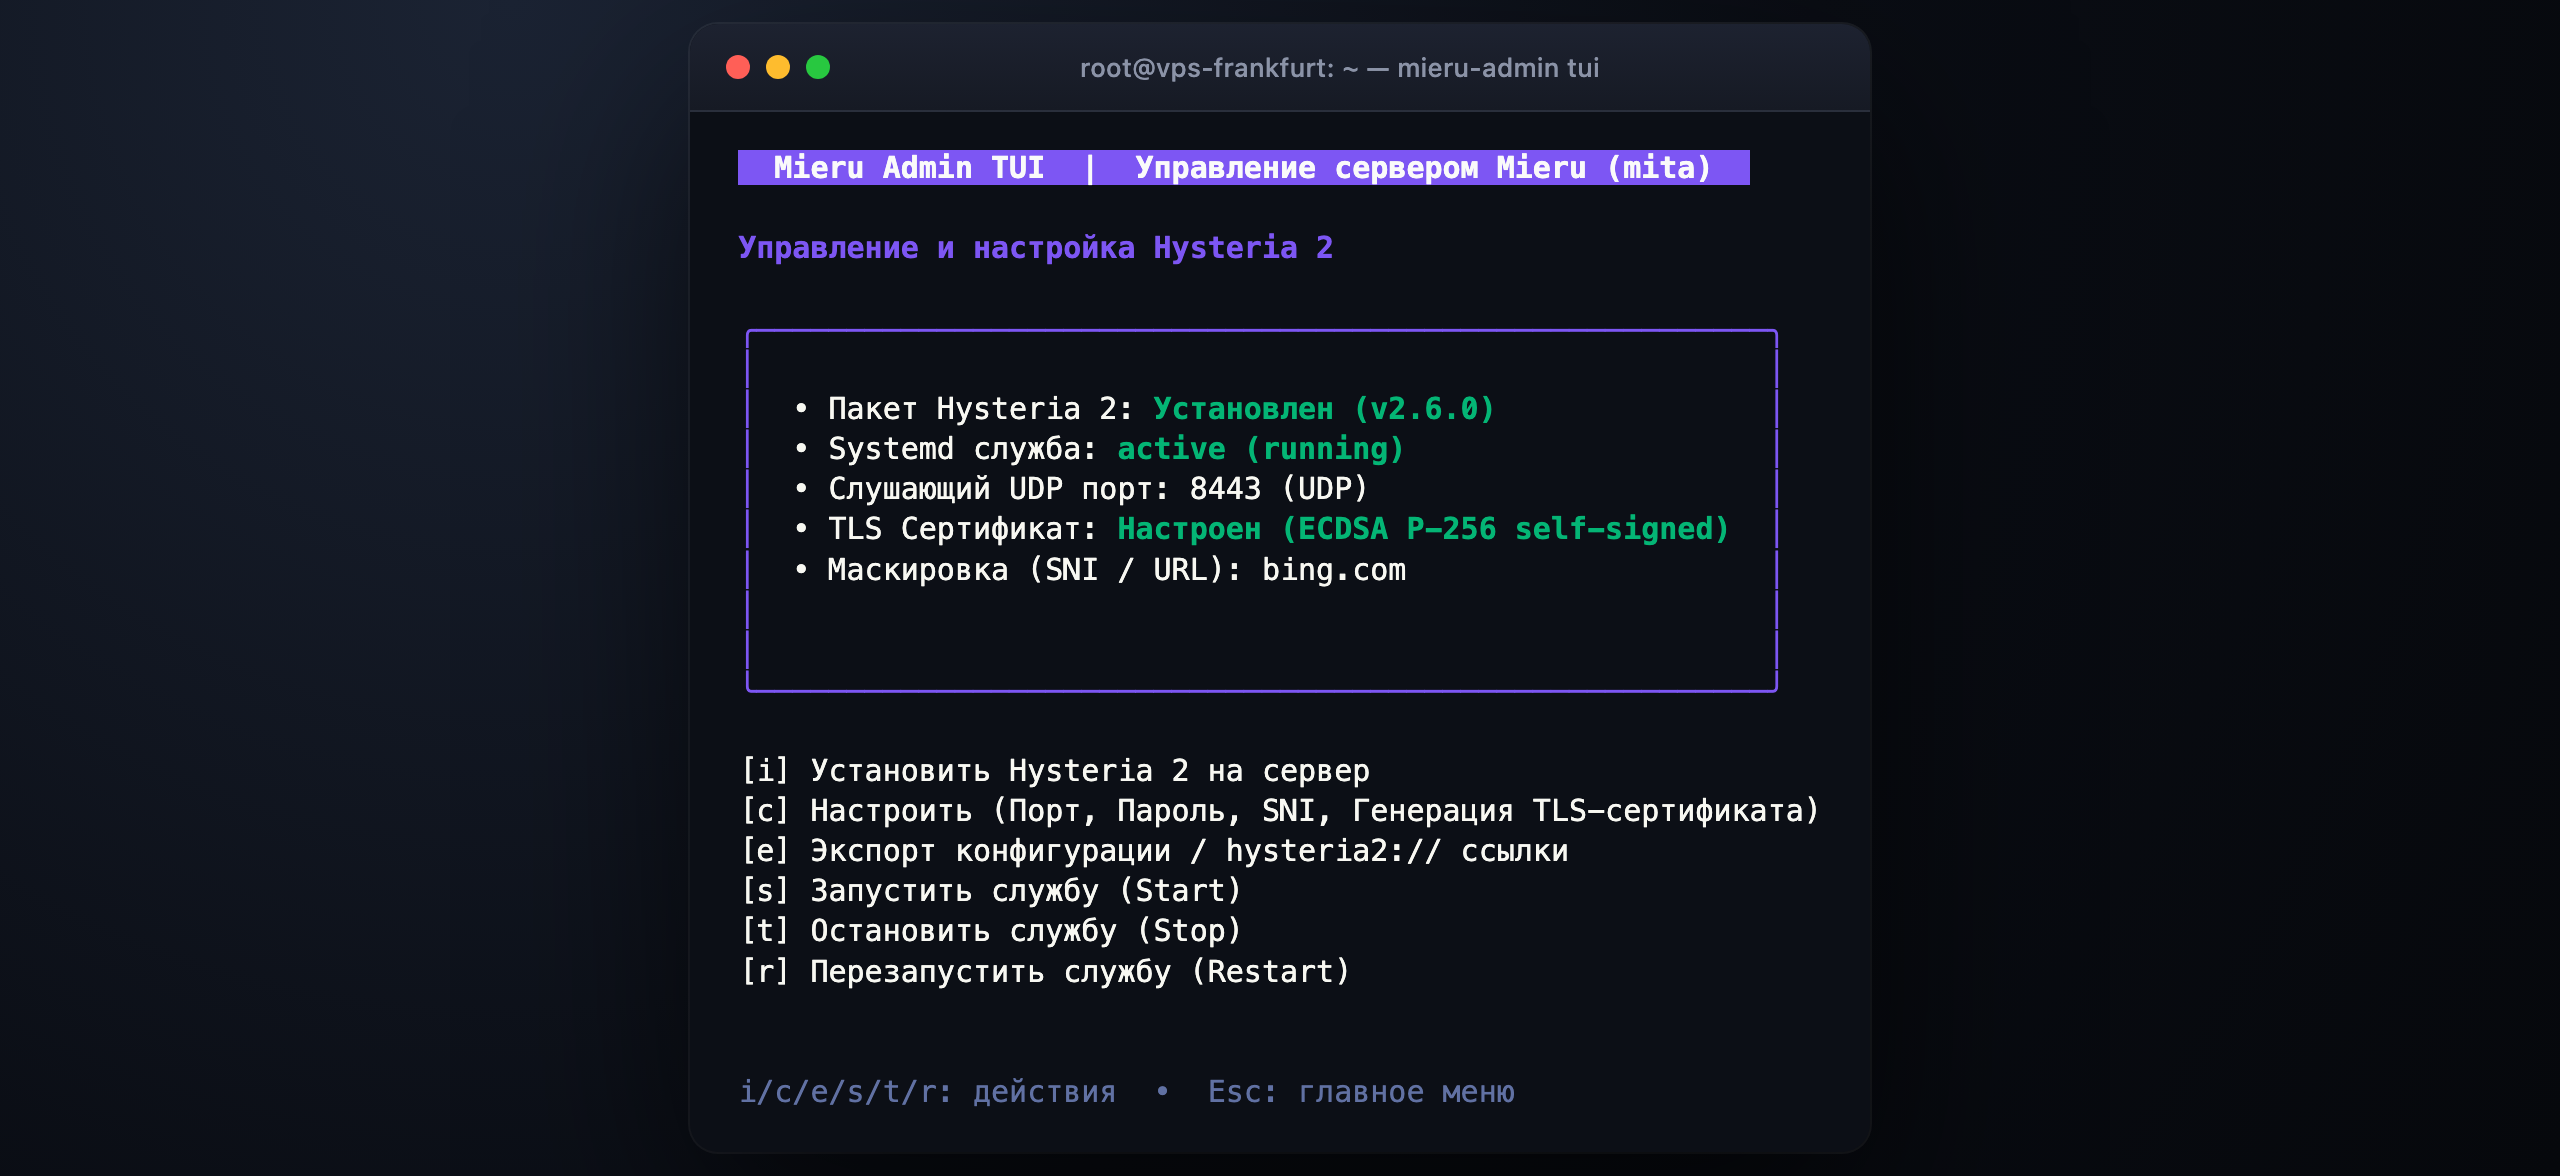 root@vps-frankfurt: ~ — mieru-admin tui
Mieru Admin TUI | Управление сервером Mieru (mita)
Управление и настройка Hysteria 2
• Пакет Hysteria 2: Установлен (v2.6.0)
• Systemd служба: active (running)
• Слушающий UDP порт: 8443 (UDP)
• TLS Сертификат: Настроен (ECDSA P-256 self-signed)
• Маскировка (SNI / URL): bing.com
[i] Установить Hysteria 2 на сервер
[c] Настроить (Порт, Пароль, SNI, Генерация TLS-сертификата)
[e] Экспорт конфигурации / hysteria2:// ссылки
[s] Запустить службу (Start)
[t] Остановить службу (Stop)
[r] Перезапустить службу (Restart)
i/c/e/s/t/r: действия • Esc: главное меню